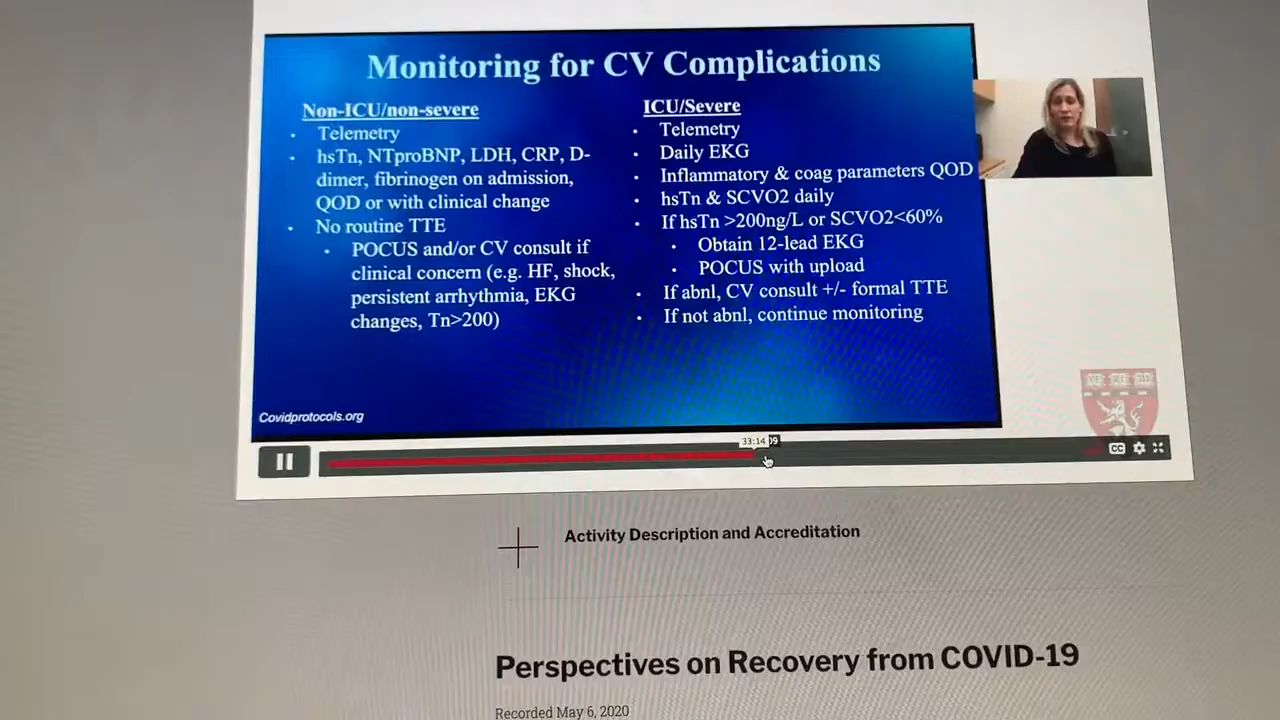 Monitoring for CV Complications
Non-ICU/non-severe
• Telemetry
• hsTn, NTproBNP, LDH, CRP, D-
dimer, fibrinogen on admission,
QOD or with clinical change
• No routine TTE
• POCUS and/or CV consult if
clinical concern (e.g. HF, shock,
persistent arrhythmia, EKG
changes, Tn>200)
ICU/Severe
• Telemetry
• Daily EKG
• Inflammatory & coag parameters QOD
• hsTn & SCVO2 daily
• If hsTn >200ng/L or SCVO2<60%
• Obtain 12-lead EKG
• POCUS with upload
• If abnl, CV consult +/- formal TTE
• If not abnl, continue monitoring
Covidprotocols.org
33:14
CC
Activity Description and Accreditation
Perspectives on Recovery from COVID-19
Recorded May 6, 2020